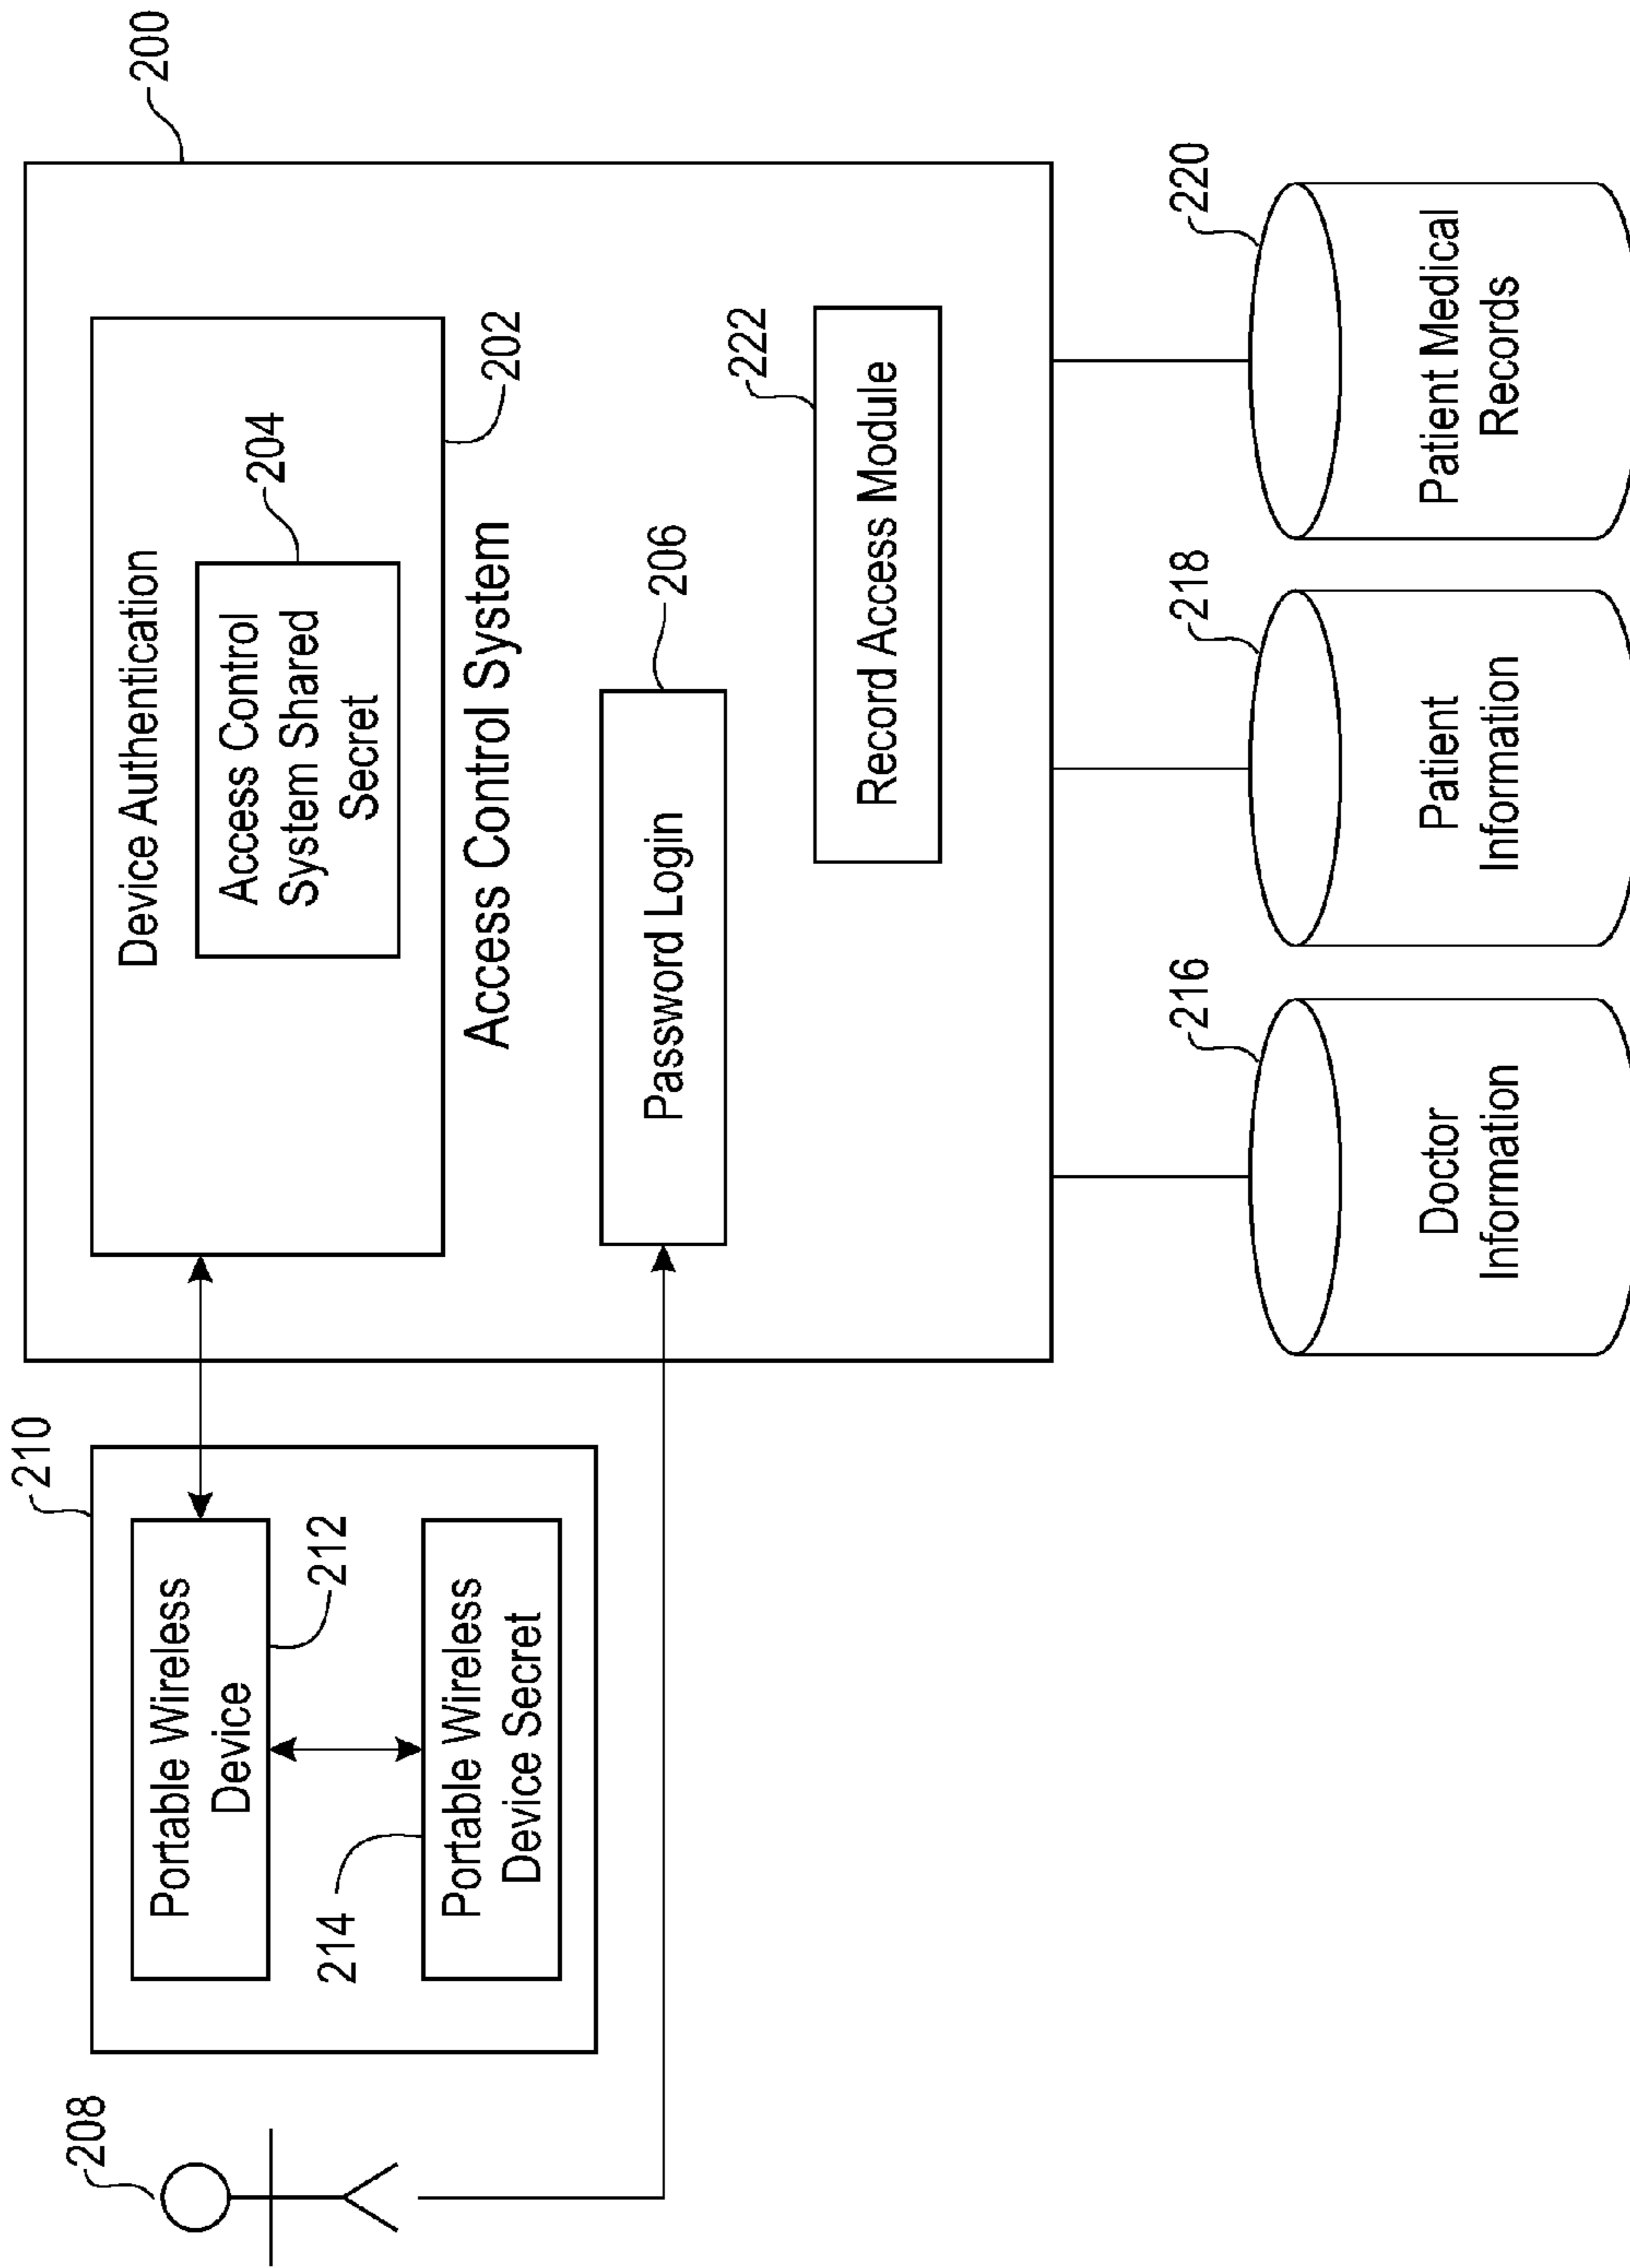 208
210
Portable Wireless
Device
212
214
Portable Wireless
Device Secret
200
Device Authentication
204
Access Control
System Shared
Secret
202
Access Control System
206
Password Login
222
Record Access Module
216
Doctor
Information
218
Patient
Information
220
Patient Medical
Records